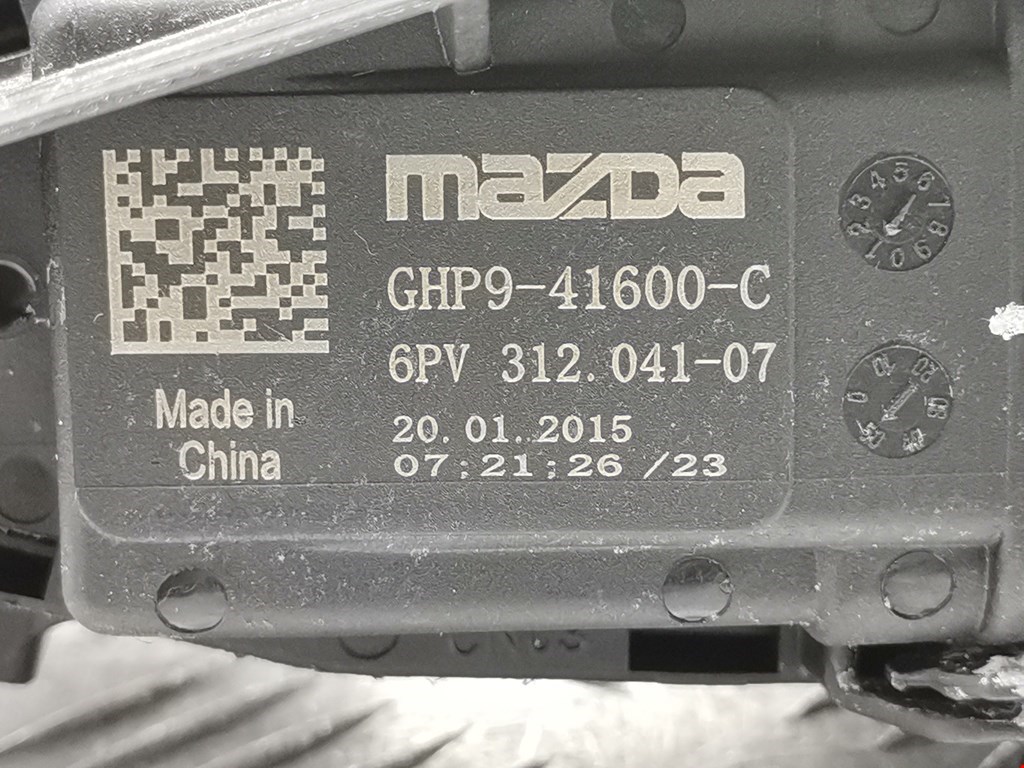 mazda
GHP9-41600-C
6PV 312.041-07
20.01.2015
07;21;26 /23
Made in
China